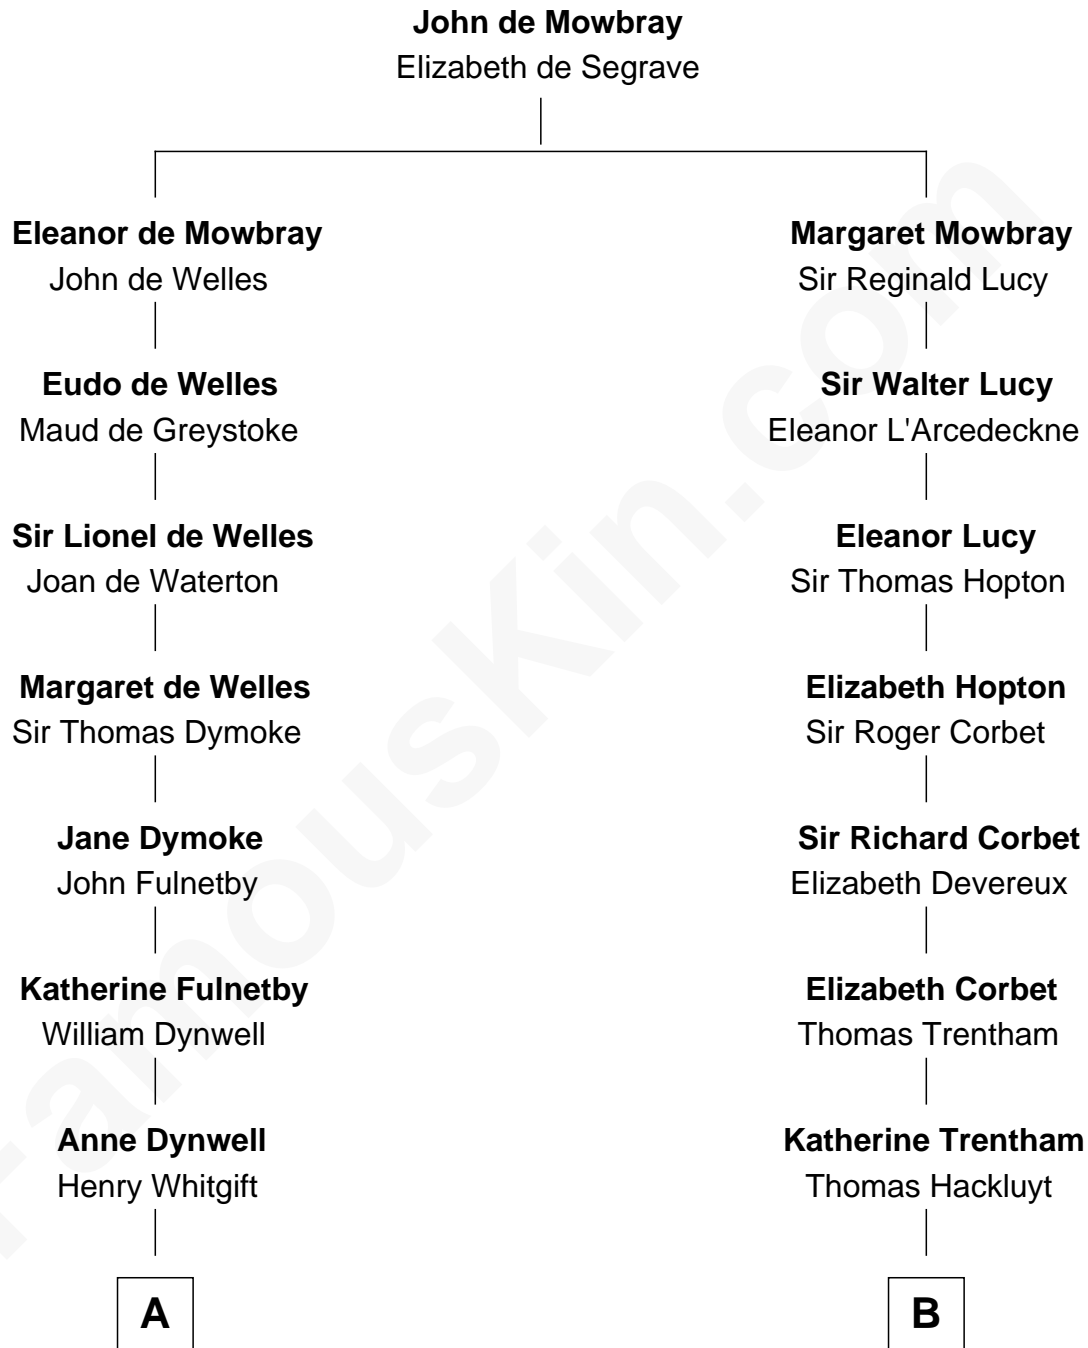 John de Mowbray
Elizabeth de Segrave
Eleanor de Mowbray
John de Welles
Margaret Mowbray
Sir Reginald Lucy
Eudo de Welles
Maud de Greystoke
Sir Walter Lucy
Eleanor L'Arcedeckne
Sir Lionel de Welles
Joan de Waterton
Eleanor Lucy
Sir Thomas Hopton
Margaret de Welles
Sir Thomas Dymoke
Elizabeth Hopton
Sir Roger Corbet
Jane Dymoke
John Fulnetby
Sir Richard Corbet
Elizabeth Devereux
Katherine Fulnetby
William Dynwell
Elizabeth Corbet
Thomas Trentham
Anne Dynwell
Henry Whitgift
Katherine Trentham
Thomas Hackluyt
A
B
FamousKin.com